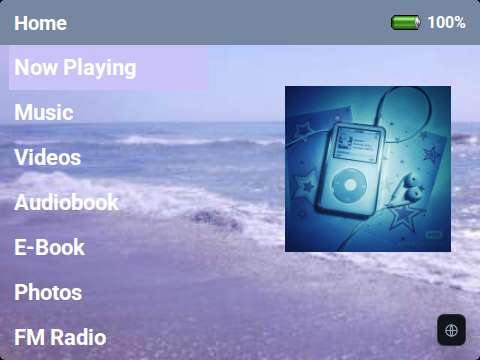 Home
100%
Now Playing
Music
Videos
Audiobook
E-Book
Photos
FM Radio